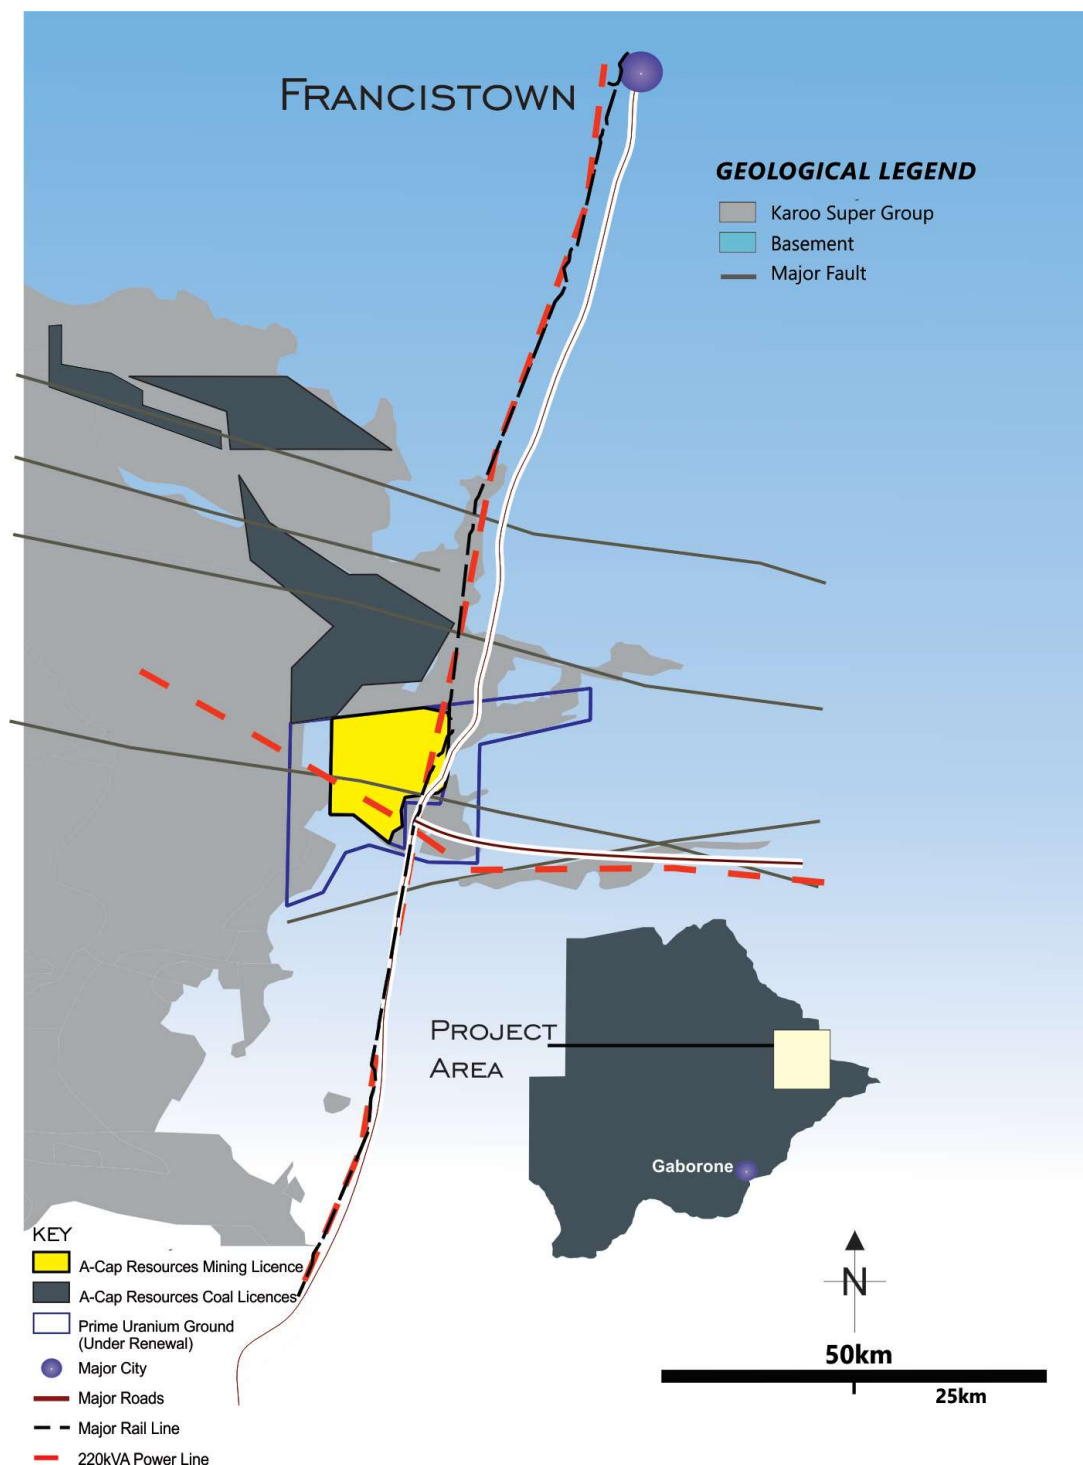 FRANCISTOWN
GEOLOGICAL LEGEND
Karoo Super Group
Basement
Major Fault
PROJECT
AREA
Gaborone
KEY
A-Cap Resources Mining Licence
A-Cap Resources Coal Licences
Prime Uranium Ground
(Under Renewal)
Major City
Major Roads
Major Rail Line
220kVA Power Line
N
50km
25km